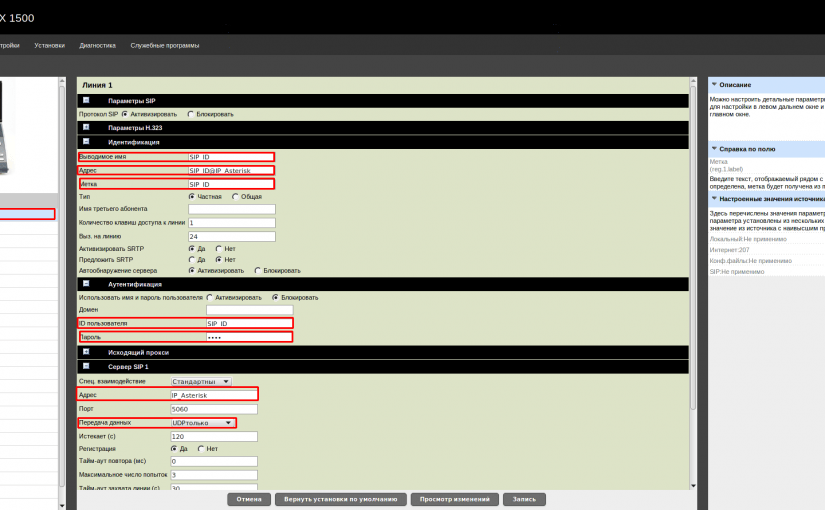 X 1500
тройки Установки Диагностика Служебные программы
Линия 1
Параметры SIP
Протокол SIP Активизировать Блокировать
Параметры H.323
Идентификация
Выводимое имя SIP_ID
Адрес SIP_ID@IP_Asterisk
Метка SIP_ID
Тип Частная Общая
Имя третьего абонента
Количество клавиш доступа к линии 1
Выз. на линию 24
Активизировать SRTP Да Нет
Предложить SRTP Да Нет
Автообнаружение сервера Активизировать Блокировать
Аутентификация
Использовать имя и пароль пользователя Активизировать Блокировать
Домен
ID пользователя SIP_ID
Пароль ••••
Исходящий прокси
Сервер SIP 1
Спец. взаимодействие Стандартны
Адрес IP_Asterisk
Порт 5060
Передача данных UDPтолько
Истекает (с) 120
Регистрация Да Нет
Тайм-аут повтора (мс) 0
Максимальное число попыток 3
Тайм-аут захвата линии (с) 30
Отмена Вернуть установки по умолчанию Просмотр изменений Запись
Описание
Можно настроить детальные параметры
для настройки в левом дальнем окне и
главном окне.
Справка по полю
Метка
(reg.1.label)
Введите текст, отображаемый рядом с
определена, метка будет получена из п
Настроенные значения источника
Здесь перечислены значения параметр
параметра установлены из нескольких
значение из источника с наивысшим пр
Локальный:Не применимо
Интернет:207
Конф.файлы:Не применимо
SIP:Не применимо